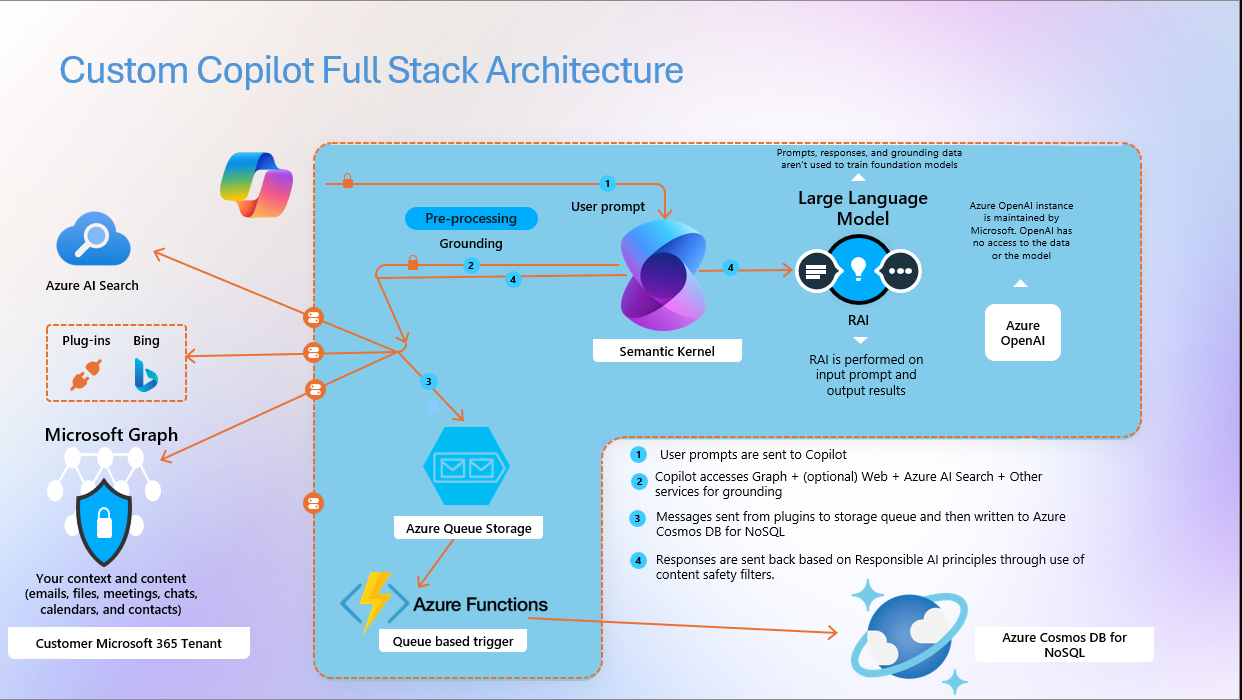 Custom Copilot Full Stack Architecture
Prompts, responses, and grounding data
aren't used to train foundation models
1
User prompt
Large Language
Model
Azure OpenAI instance
is maintained by
Microsoft. OpenAI has
no access to the data
or the model
Pre-processing
Grounding
2
4
4
Azure AI Search
RAI
Azure
OpenAI
Semantic Kernel
RAI is performed on
input prompt and
output results
Plug-ins
Bing
3
Microsoft Graph
1 User prompts are sent to Copilot
2 Copilot accesses Graph + (optional) Web + Azure AI Search + Other
services for grounding
3 Messages sent from plugins to storage queue and then written to Azure
Cosmos DB for NoSQL
4 Responses are sent back based on Responsible AI principles through use of
content safety filters.
Azure Queue Storage
Your context and content
(emails, files, meetings, chats,
calendars, and contacts)
Customer Microsoft 365 Tenant
Azure Functions
Queue based trigger
Azure Cosmos DB for
NoSQL